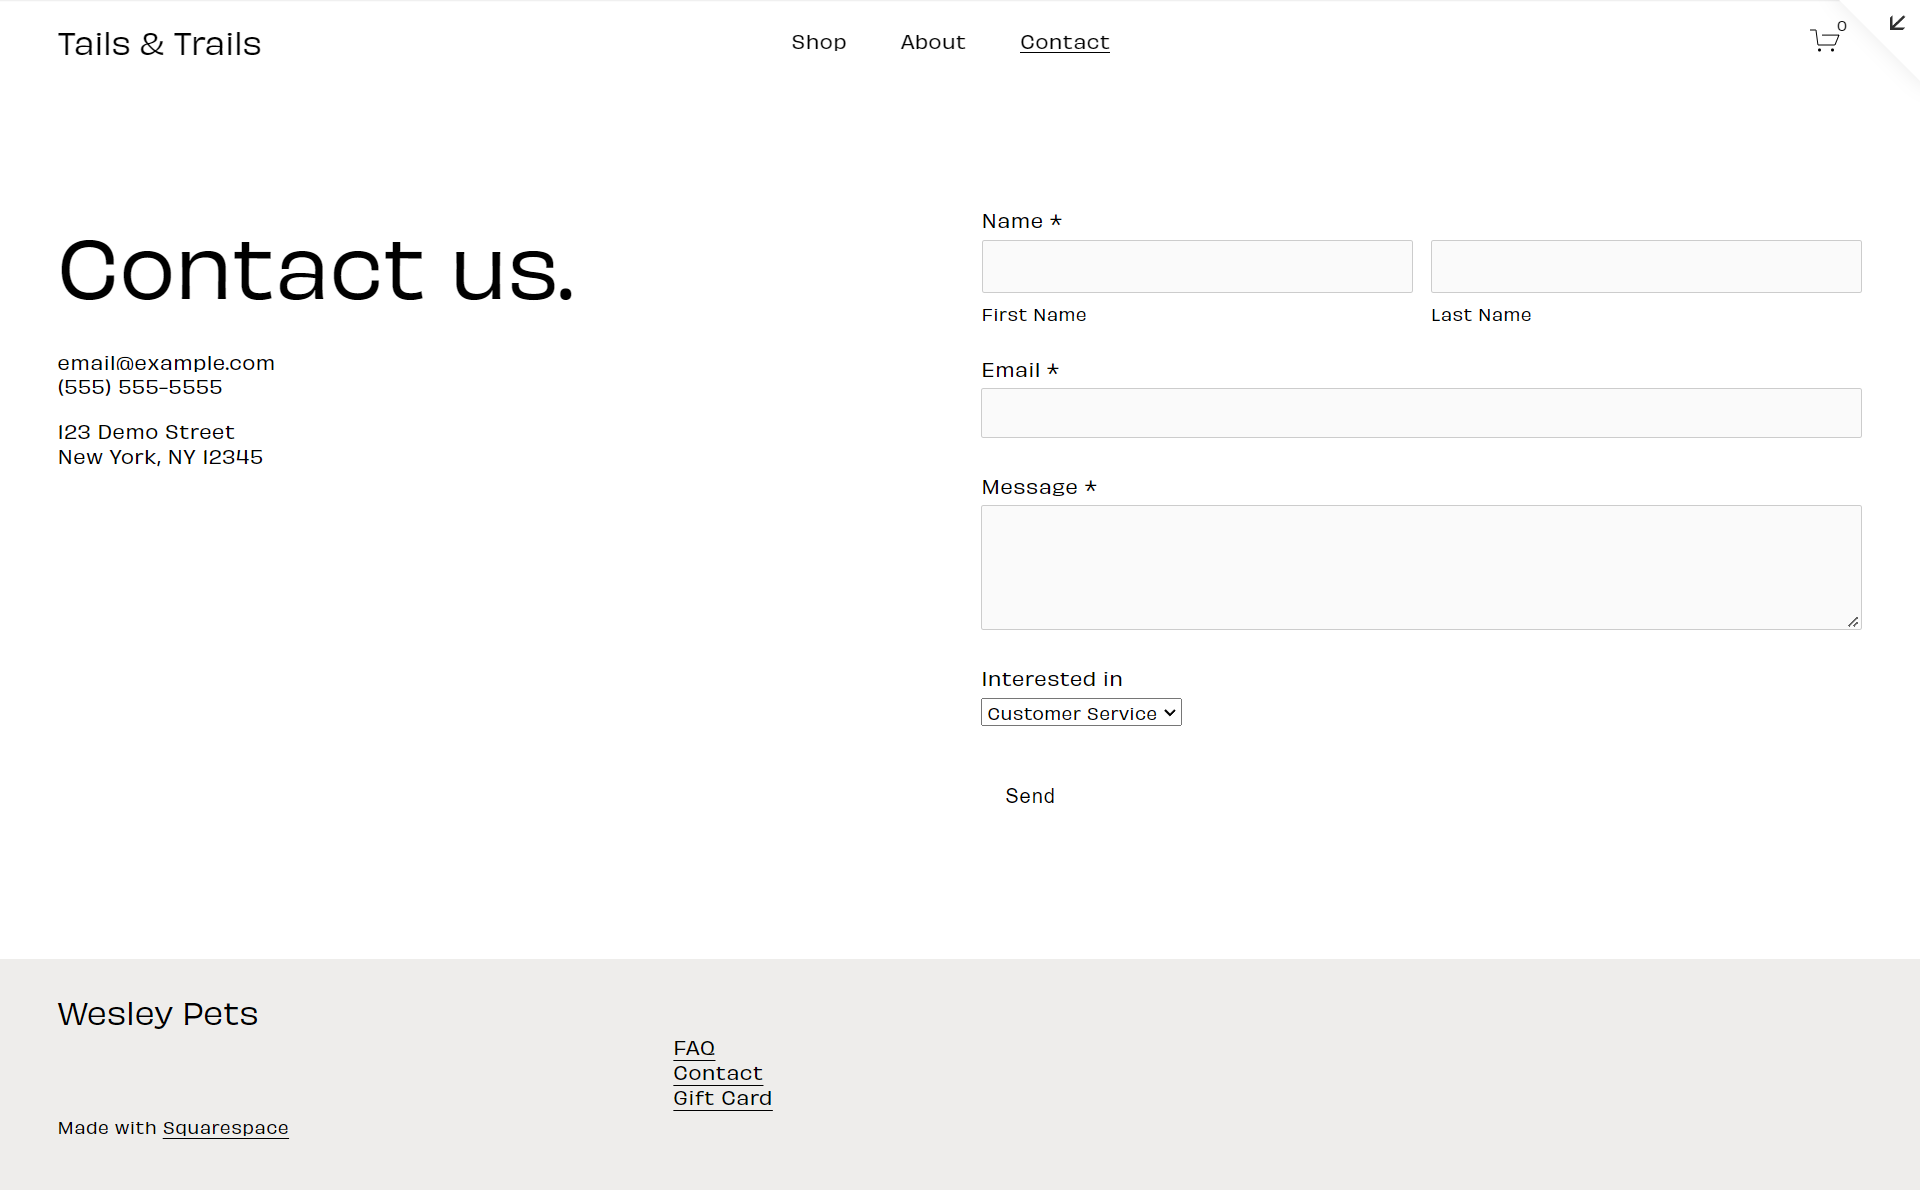 Tails & Trails
Shop
About
Contact
0
Contact us.
email@example.com
(555) 555-5555
123 Demo Street
New York, NY 12345
Name *
First Name
Last Name
Email *
Message *
Interested in
Customer Service
Send
Wesley Pets
FAQ
Contact
Gift Card
Made with Squarespace